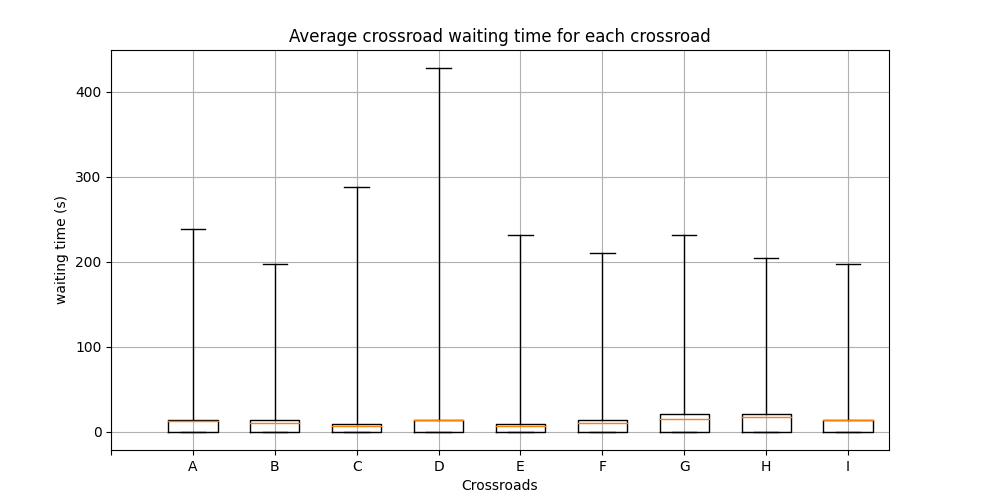 Average crossroad waiting time for each crossroad
400
300
200
100
0
waiting time (s)
A B C D E F G H I
Crossroads